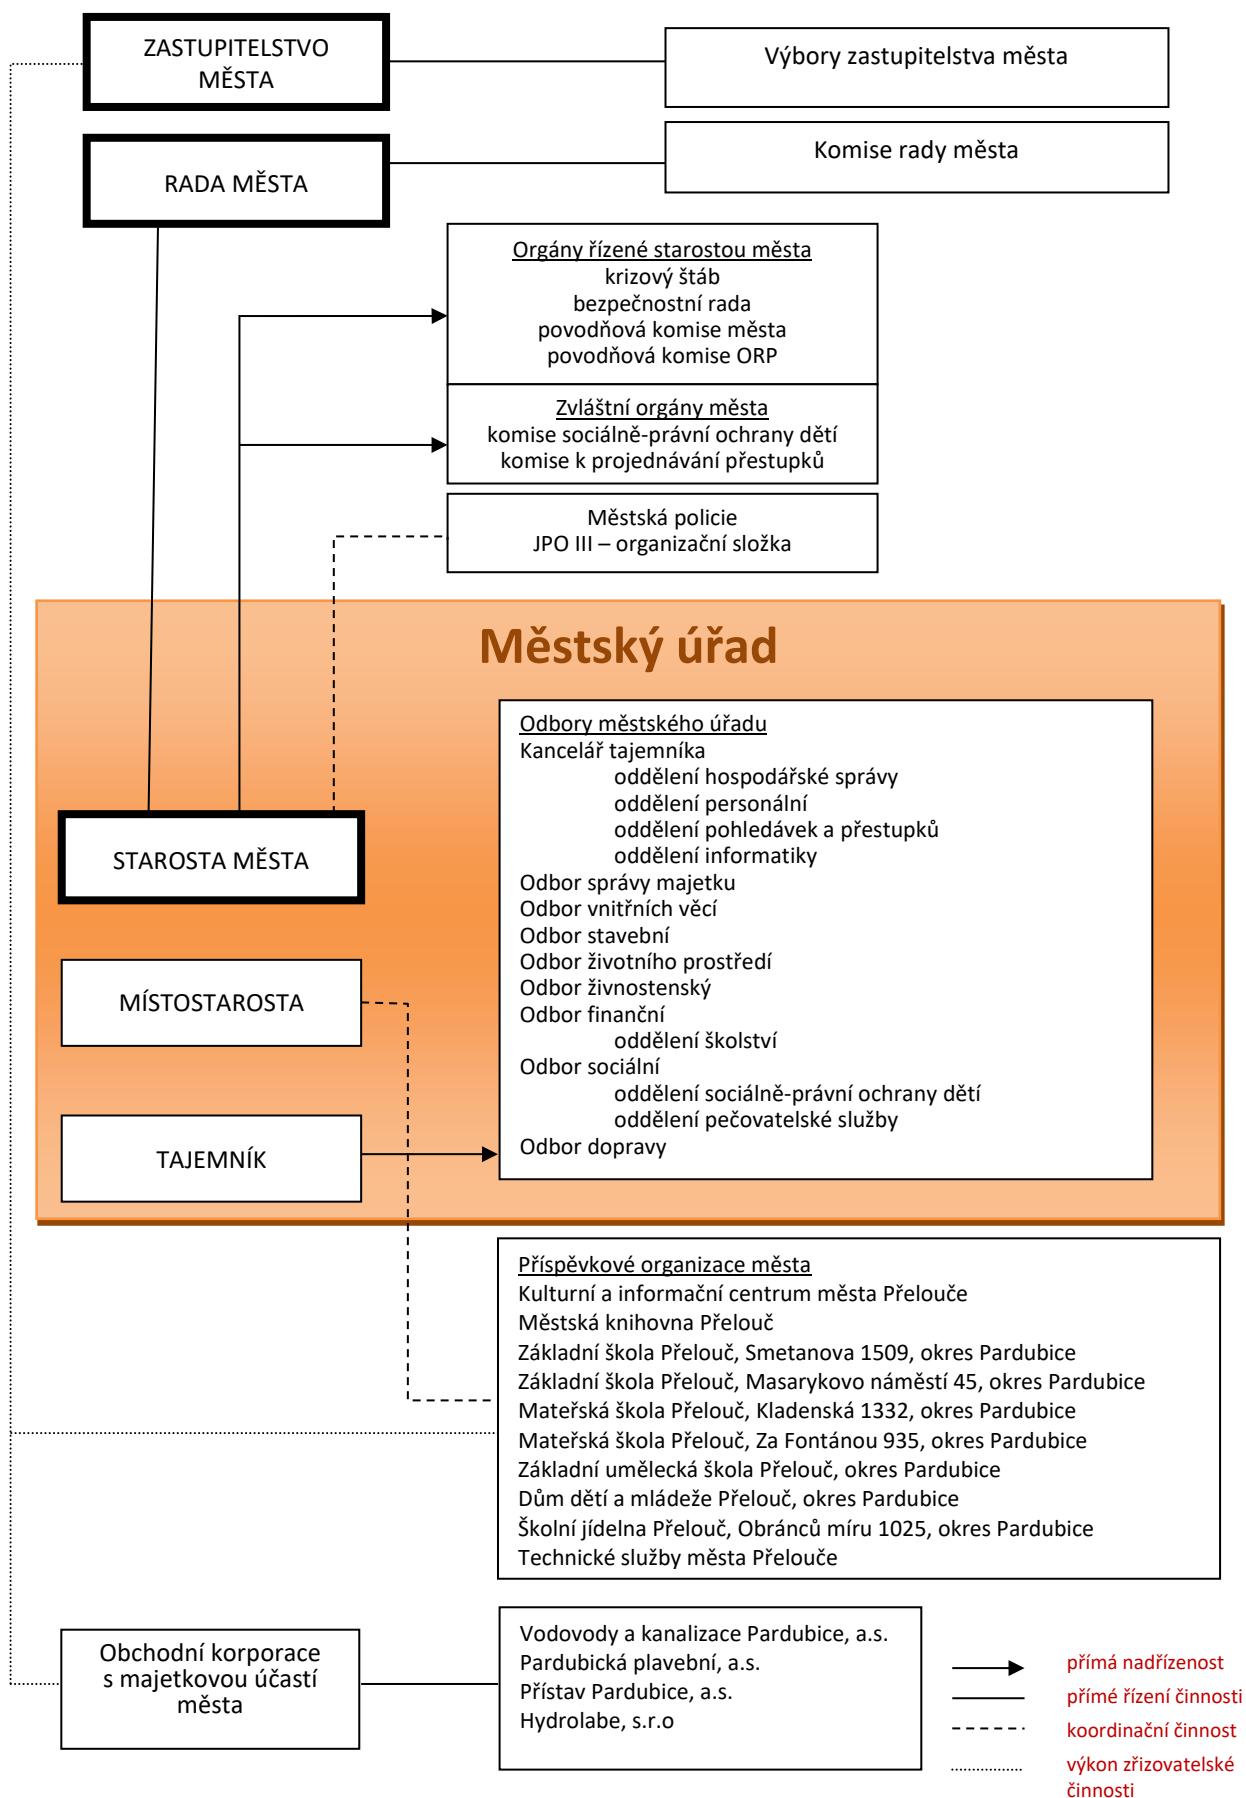 ZASTUPITELSTVO
MĚSTA
Výbory zastupitelstva města
RADA MĚSTA
Komise rady města
Orgány řízené starostou města
krizový štáb
bezpečnostní rada
povodňová komise města
povodňová komise ORP
Zvláštní orgány města
komise sociálně-právní ochrany dětí
komise k projednávání přestupků
Městská policie
JPO III – organizační složka
Městský úřad
STAROSTA MĚSTA
MÍSTOSTAROSTA
TAJEMNÍK
Odbory městského úřadu
Kancelář tajemníka
oddělení hospodářské správy
oddělení personální
oddělení pohledávek a přestupků
oddělení informatiky
Odbor správy majetku
Odbor vnitřních věcí
Odbor stavební
Odbor životního prostředí
Odbor živnostenský
Odbor finanční
oddělení školství
Odbor sociální
oddělení sociálně-právní ochrany dětí
oddělení pečovatelské služby
Odbor dopravy
Příspěvkové organizace města
Kulturní a informační centrum města Přelouče
Městská knihovna Přelouč
Základní škola Přelouč, Smetanova 1509, okres Pardubice
Základní škola Přelouč, Masarykovo náměstí 45, okres Pardubice
Mateřská škola Přelouč, Kladenská 1332, okres Pardubice
Mateřská škola Přelouč, Za Fontánou 935, okres Pardubice
Základní umělecká škola Přelouč, okres Pardubice
Dům dětí a mládeže Přelouč, okres Pardubice
Školní jídelna Přelouč, Obránců míru 1025, okres Pardubice
Technické služby města Přelouče
Obchodní korporace
s majetkovou účastí
města
Vodovody a kanalizace Pardubice, a.s.
Pardubická plavební, a.s.
Přístav Pardubice, a.s.
Hydrolabe, s.r.o
přímá nadřízenost
přímé řízení činnosti
koordinační činnost
výkon zřizovatelské
činnosti